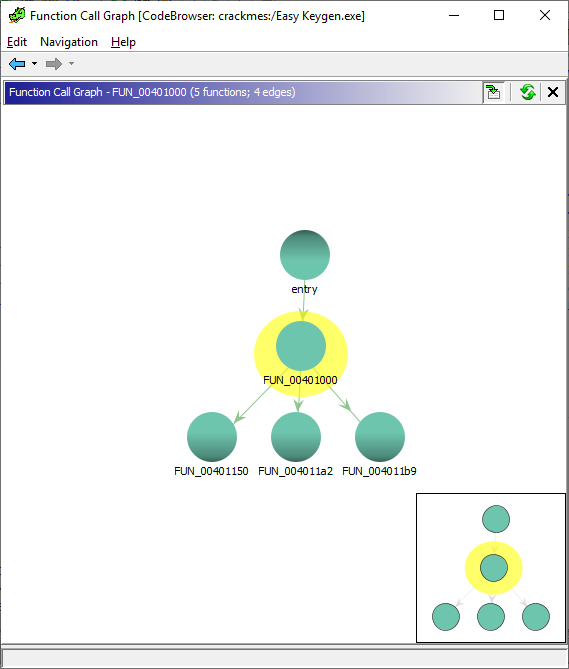 Function Call Graph [CodeBrowser: crackmes:/Easy Keygen.exe]
Edit Navigation Help
Function Call Graph - FUN_00401000 (5 functions; 4 edges)
entry
FUN_00401000
FUN_00401150 FUN_004011a2 FUN_004011b9